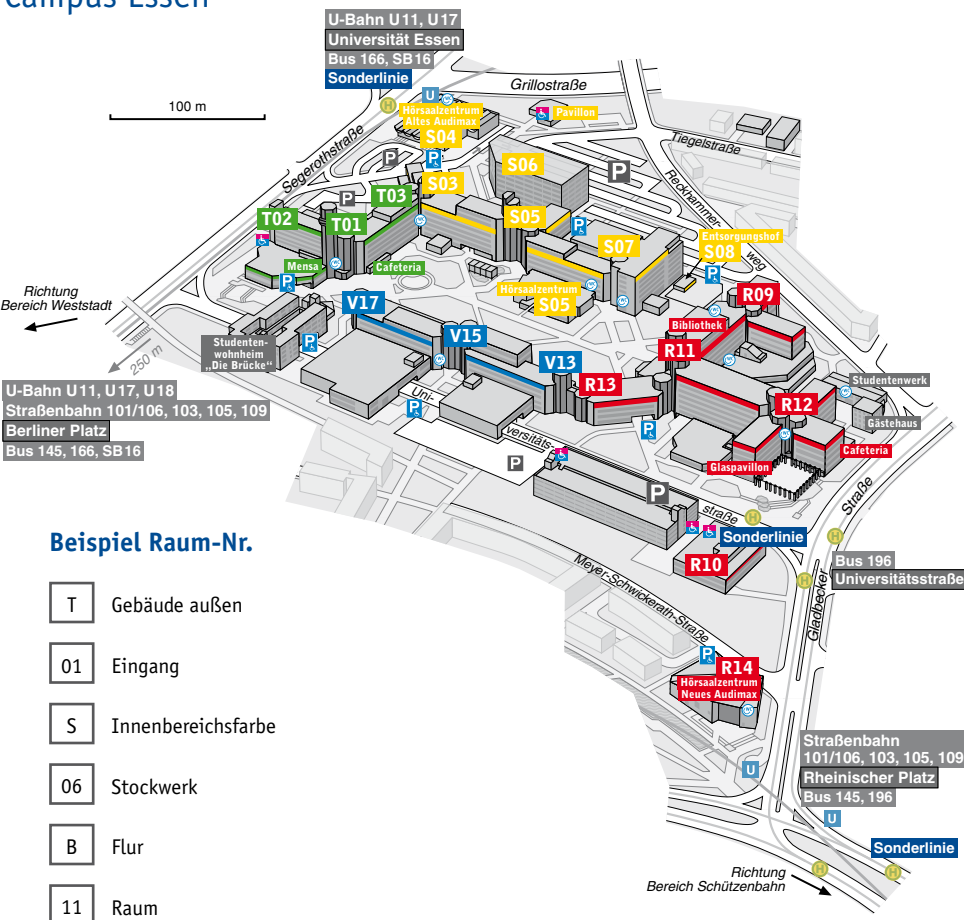 Campus Essen
U-Bahn U11, U17
Universität Essen
Bus 166, SB16
Sonderlinie
100 m
Grillostraße
U
H
Hörsaalzentrum
Altes Audimax
S04
Pavillon
Tiegelstraße
Segerothstraße
P
P
S06
P
Reckhammer-
weg
P
T03
S03
T02
T01
S05
P
S07
Entsorgungshof
S08
P
Mensa
Cafeteria
P
Hörsaalzentrum
S05
R09
Richtung
Bereich Weststadt
V17
Bibliothek
250 m
Studenten-
wohnheim
„Die Brücke“
P
V15
R11
V13
R13
Studentenwerk
U-Bahn U11, U17, U18
Straßenbahn 101/106, 103, 105, 109
Berliner Platz
Bus 145, 166, SB16
Uni-
versitäts-
straße
P
P
R12
Gästehaus
Cafeteria
Glaspavillon
P
P
H
Sonderlinie
Straße
H
R10
Bus 196
Universitätsstraße
H
Gladbecker
Meyer-Schwickerath-Straße
P
R14
Hörsaalzentrum
Neues Audimax
Straßenbahn
101/106, 103, 105, 109
Rheinischer Platz
Bus 145, 196
U
U
Sonderlinie
H
H
Richtung
Bereich Schützenbahn
Beispiel Raum-Nr.
T Gebäude außen
01 Eingang
S Innenbereichsfarbe
06 Stockwerk
B Flur
11 Raum